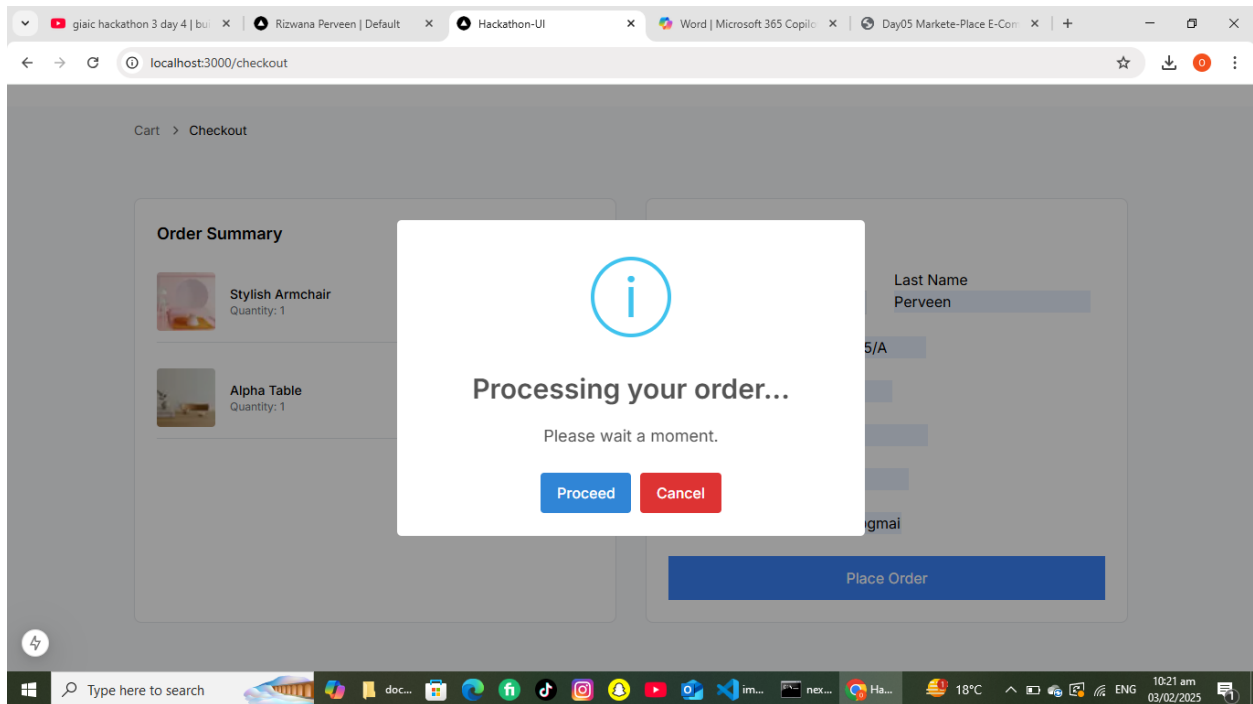 giaic hackathon 3 day 4 | bui
Rizwana Perveen | Default
Hackathon-UI
Word | Microsoft 365 Copilo
Day05 Markete-Place E-Com
localhost:3000/checkout
O
Cart > Checkout
Order Summary
Stylish Armchair
Quantity: 1
Alpha Table
Quantity: 1
Last Name
Perveen
5/A
gmai
Processing your order...
Please wait a moment.
Proceed
Cancel
Place Order
Type here to search
doc...
im...
nex...
Ha...
18°C
ENG
10:21 am
03/02/2025
1